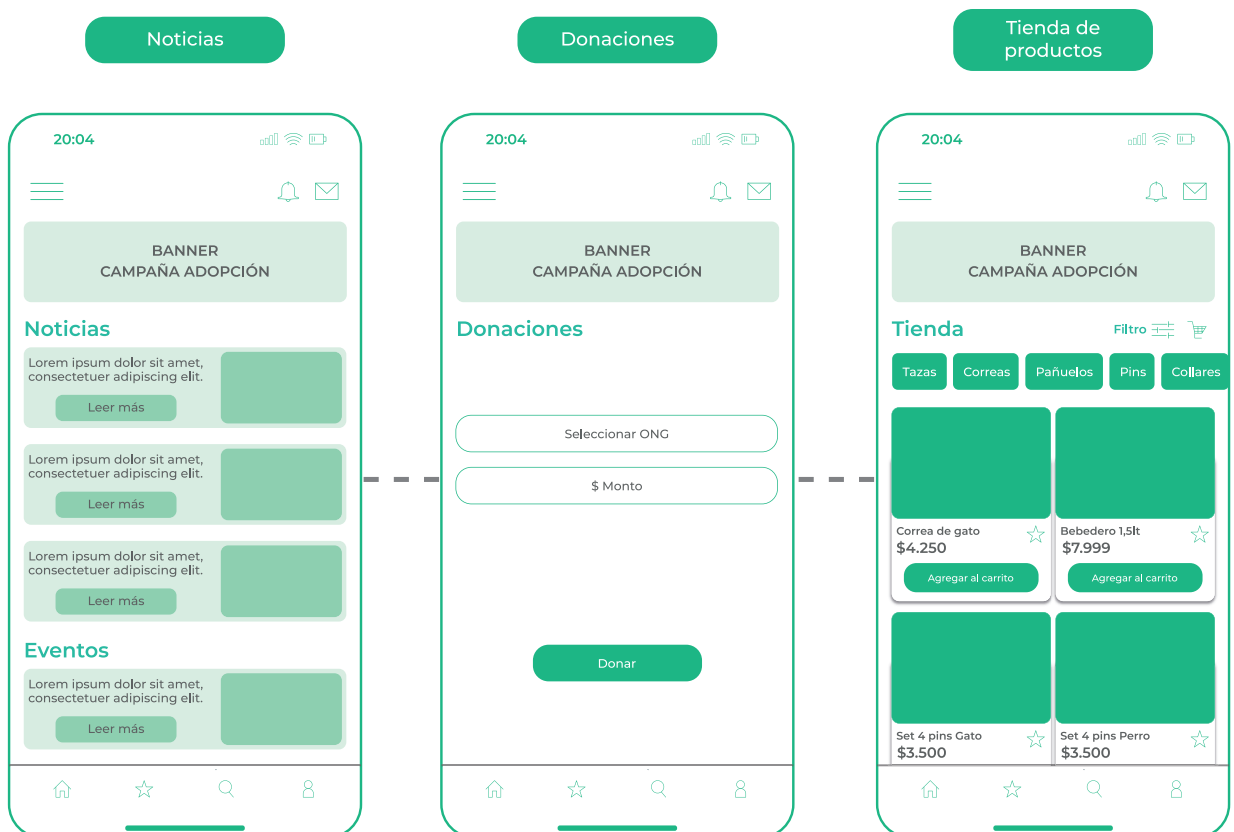 Noticias
Donaciones
Tienda de
productos
20:04
BANNER
CAMPAÑA ADOPCIÓN
Noticias
Lorem ipsum dolor sit amet,
consectetuer adipiscing elit.
Leer más
Lorem ipsum dolor sit amet,
consectetuer adipiscing elit.
Leer más
Lorem ipsum dolor sit amet,
consectetuer adipiscing elit.
Leer más
Eventos
Lorem ipsum dolor sit amet,
consectetuer adipiscing elit.
Leer más
20:04
BANNER
CAMPAÑA ADOPCIÓN
Donaciones
Seleccionar ONG
$ Monto
Donar
20:04
BANNER
CAMPAÑA ADOPCIÓN
Tienda
Filtro
Tazas
Correas
Pañuelos
Pins
Collares
Correa de gato
$4.250
Agregar al carrito
Bebedero 1,5lt
$7.999
Agregar al carrito
Set 4 pins Gato
$3.500
Set 4 pins Perro
$3.500